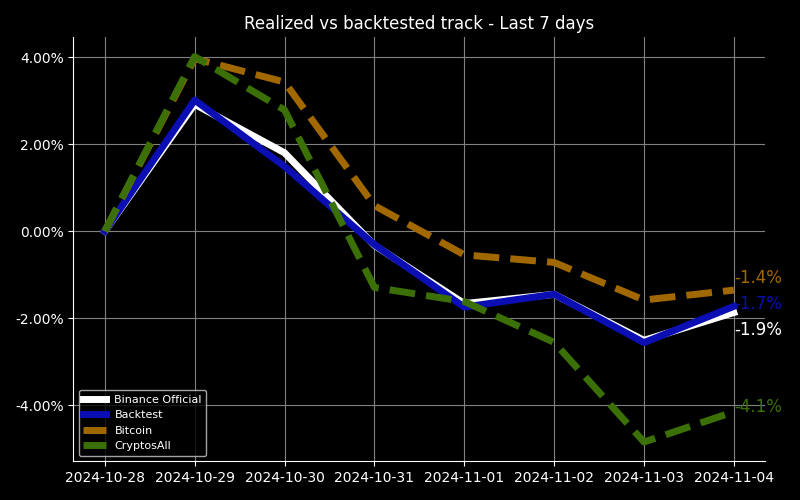 Realized vs backtested track - Last 7 days
4.00%
2.00%
0.00%
-2.00%
-4.00%
-1.4%
-1.7%
-1.9%
-4.1%
Binance Official
Backtest
Bitcoin
CryptosAll
2024-10-28 2024-10-29 2024-10-30 2024-10-31 2024-11-01 2024-11-02 2024-11-03 2024-11-04